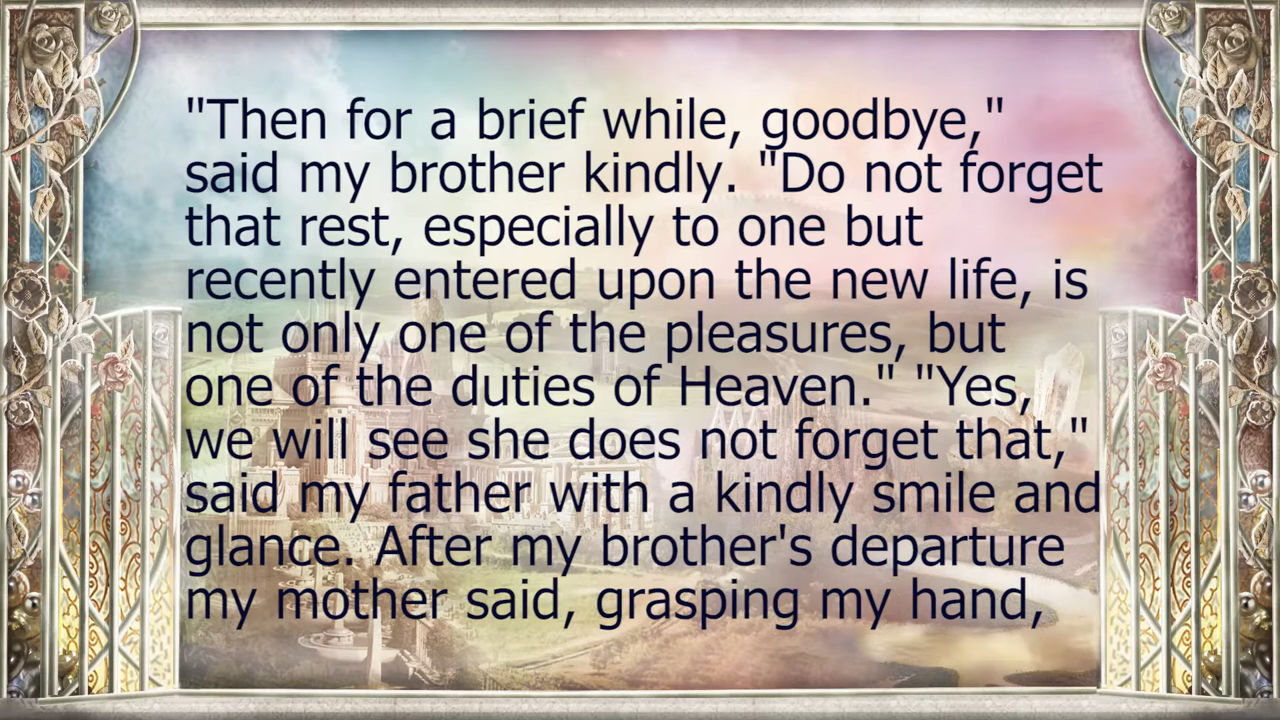 "Then for a brief while, goodbye,"
said my brother kindly. "Do not forget
that rest, especially to one but
recently entered upon the new life, is
not only one of the pleasures, but
one of the duties of Heaven." "Yes,
we will see she does not forget that,"
said my father with a kindly smile and
glance. After my brother's departure
my mother said, grasping my hand,